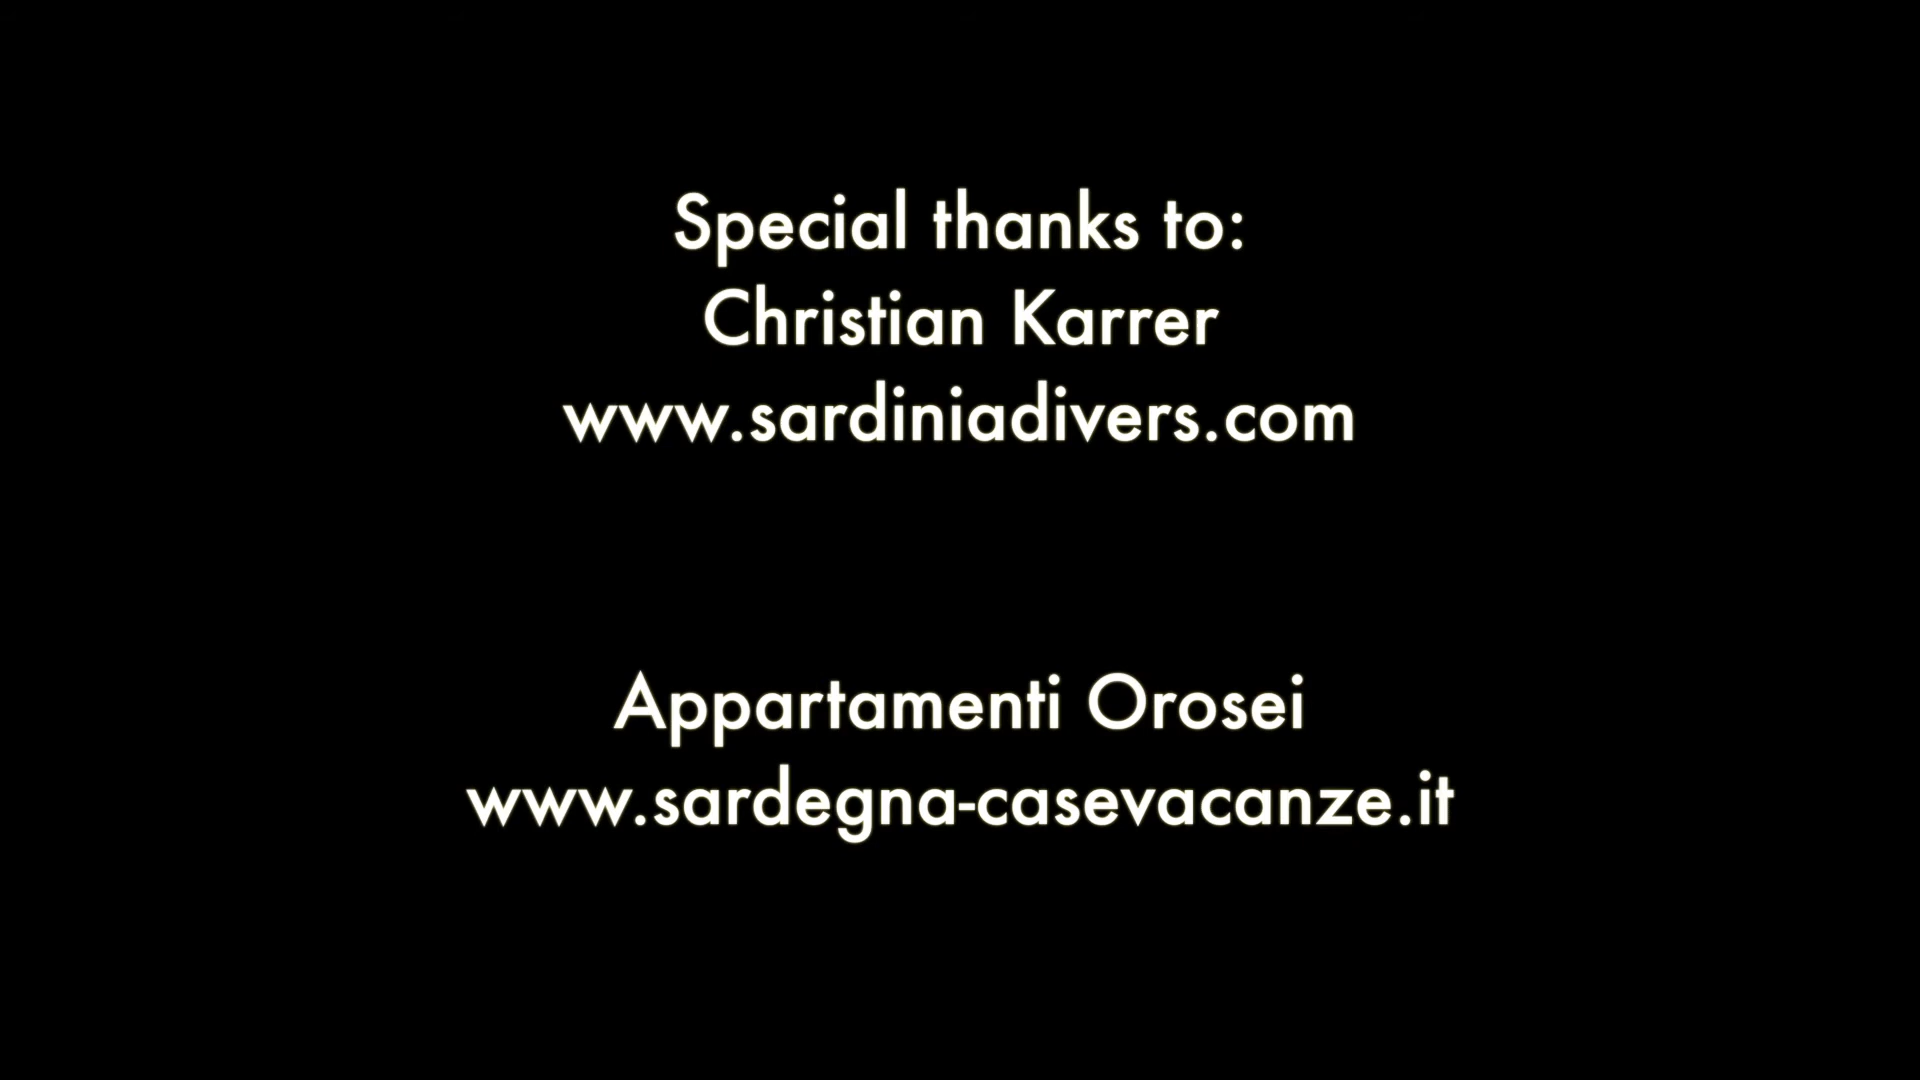 Special thanks to:
Christian Karrer
www.sardiniadivers.com
Appartamenti Orosei
www.sardegna-casevacanze.it